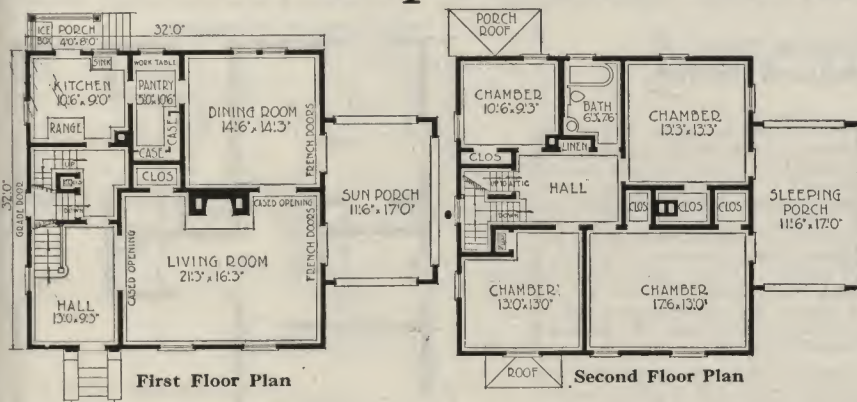 32'0"
ICE BOX
PORCH
4'0"x8'0"
SINK
WORK TABLE
KITCHEN
10'6"x9'0"
PANTRY
5'0"x10'6"
CASE
CASE
RANGE
DINING ROOM
14'6"x14'3"
FRENCH DOORS
UP
DOWN
CLOS
GRADE DOOR
32'0"
CASED OPENING
SUN PORCH
11'6"x17'0"
CASED OPENING
LIVING ROOM
21'3"x16'3"
FRENCH DOORS
HALL
13'0"x9'3"
First Floor Plan
PORCH
ROOF
CHAMBER
10'6"x9'3"
BATH
6'3"x7'6"
CHAMBER
13'3"x13'3"
LINEN
CLOS
UP TO ATTIC
HALL
DOWN
CLOS
CLOS
CLOS
SLEEPING
PORCH
11'6"x17'0"
CHAMBER
13'0"x13'0"
CHAMBER
17'6"x13'0"
ROOF
Second Floor Plan